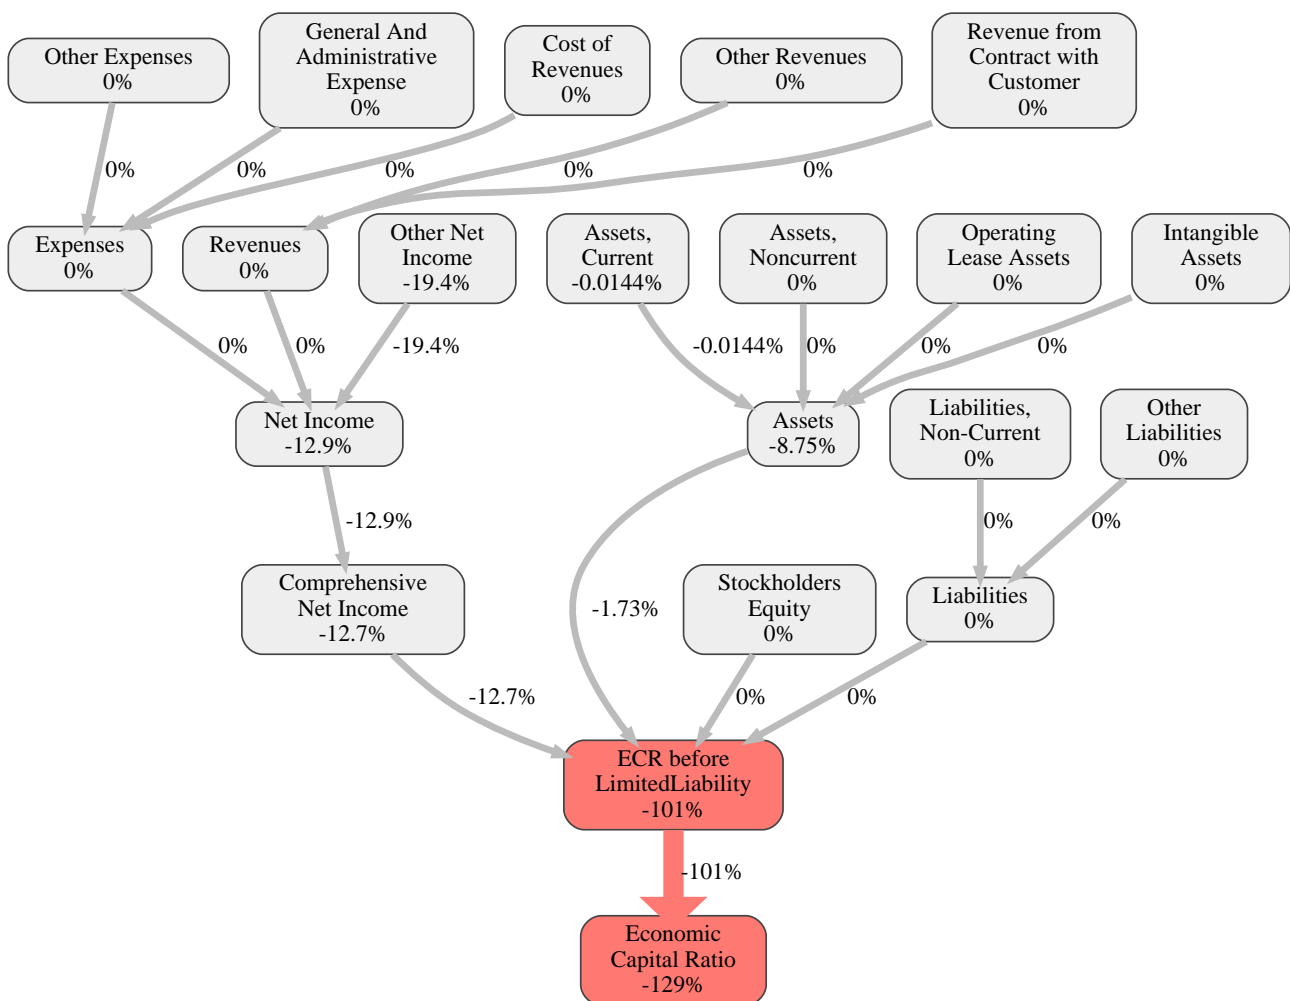 Other Expenses
0%
General And
Administrative
Expense
0%
Cost of
Revenues
0%
Other Revenues
0%
Revenue from
Contract with
Customer
0%
0%
0%
0%
0%
0%
Expenses
0%
Revenues
0%
Other Net
Income
-19.4%
Assets,
Current
-0.0144%
Assets,
Noncurrent
0%
Operating
Lease Assets
0%
Intangible
Assets
0%
0%
0%
-19.4%
-0.0144%
0%
0%
0%
Net Income
-12.9%
Assets
-8.75%
Liabilities,
Non-Current
0%
Other
Liabilities
0%
-12.9%
0%
0%
Comprehensive
Net Income
-12.7%
-1.73%
Stockholders
Equity
0%
Liabilities
0%
-12.7%
0%
0%
ECR before
LimitedLiability
-101%
-101%
Economic
Capital Ratio
-129%